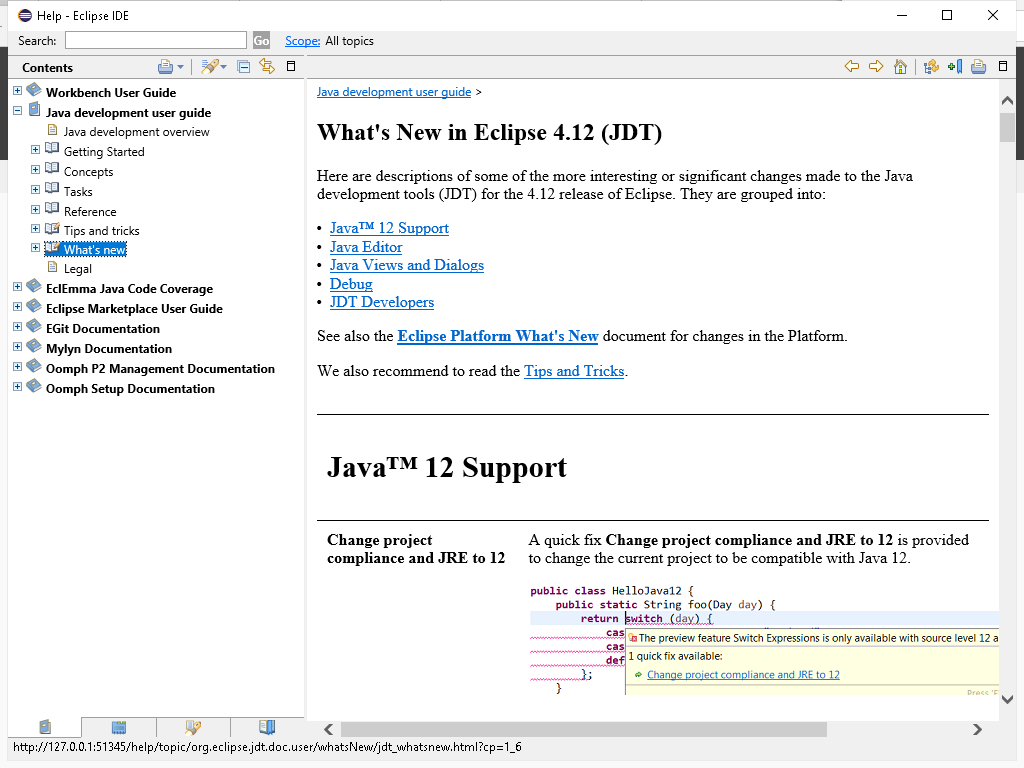 Help - Eclipse IDE
Search:
Go
Scope: All topics
Contents
Workbench User Guide
Java development user guide
Java development overview
Getting Started
Concepts
Tasks
Reference
Tips and tricks
What's new
Legal
EclEmma Java Code Coverage
Eclipse Marketplace User Guide
EGit Documentation
Mylyn Documentation
Oomph P2 Management Documentation
Oomph Setup Documentation
Java development user guide >
What's New in Eclipse 4.12 (JDT)
Here are descriptions of some of the more interesting or significant changes made to the Java
development tools (JDT) for the 4.12 release of Eclipse. They are grouped into:
• Java™ 12 Support
• Java Editor
• Java Views and Dialogs
• Debug
• JDT Developers
See also the Eclipse Platform What's New document for changes in the Platform.
We also recommend to read the Tips and Tricks.
Java™ 12 Support
Change project
compliance and JRE to 12
A quick fix Change project compliance and JRE to 12 is provided
to change the current project to be compatible with Java 12.
public class HelloJava12 {
public static String foo(Day day) {
return switch (day) {
cas
cas
def
};
}
The preview feature Switch Expressions is only available with source level 12 a
1 quick fix available:
Change project compliance and JRE to 12
Press 'F
http://127.0.0.1:51345/help/topic/org.eclipse.jdt.doc.user/whatsNew/jdt_whatsnew.html?cp=1_6